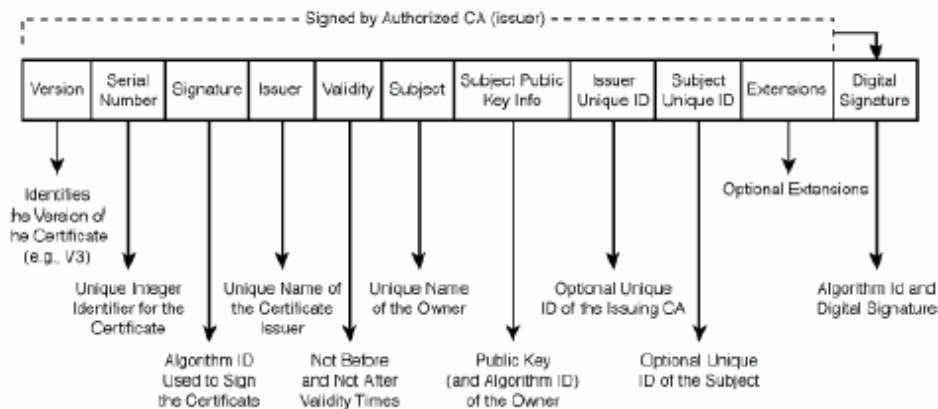 Signed by Authorized CA (issuer)
Version
Serial
Number
Signature
Issuer
Validity
Subject
Subject Public
Key Info
Issuer
Unique ID
Subject
Unique ID
Extensions
Digital
Signature
Identifies
the Version of
the Certificate
(e.g., V3)
Optional Extensions
Unique Integer
Identifier for the
Certificate
Unique Name of
the Certificate
Issuer
Unique Name
of the Owner
Optional Unique
ID of the Issuing CA
Algorithm Id and
Digital Signature
Algorithm ID
Used to Sign
the Certificate
Not Before
and Not After
Validity Times
Public Key
(and Algorithm ID)
of the Owner
Optional Unique
ID of the Subject